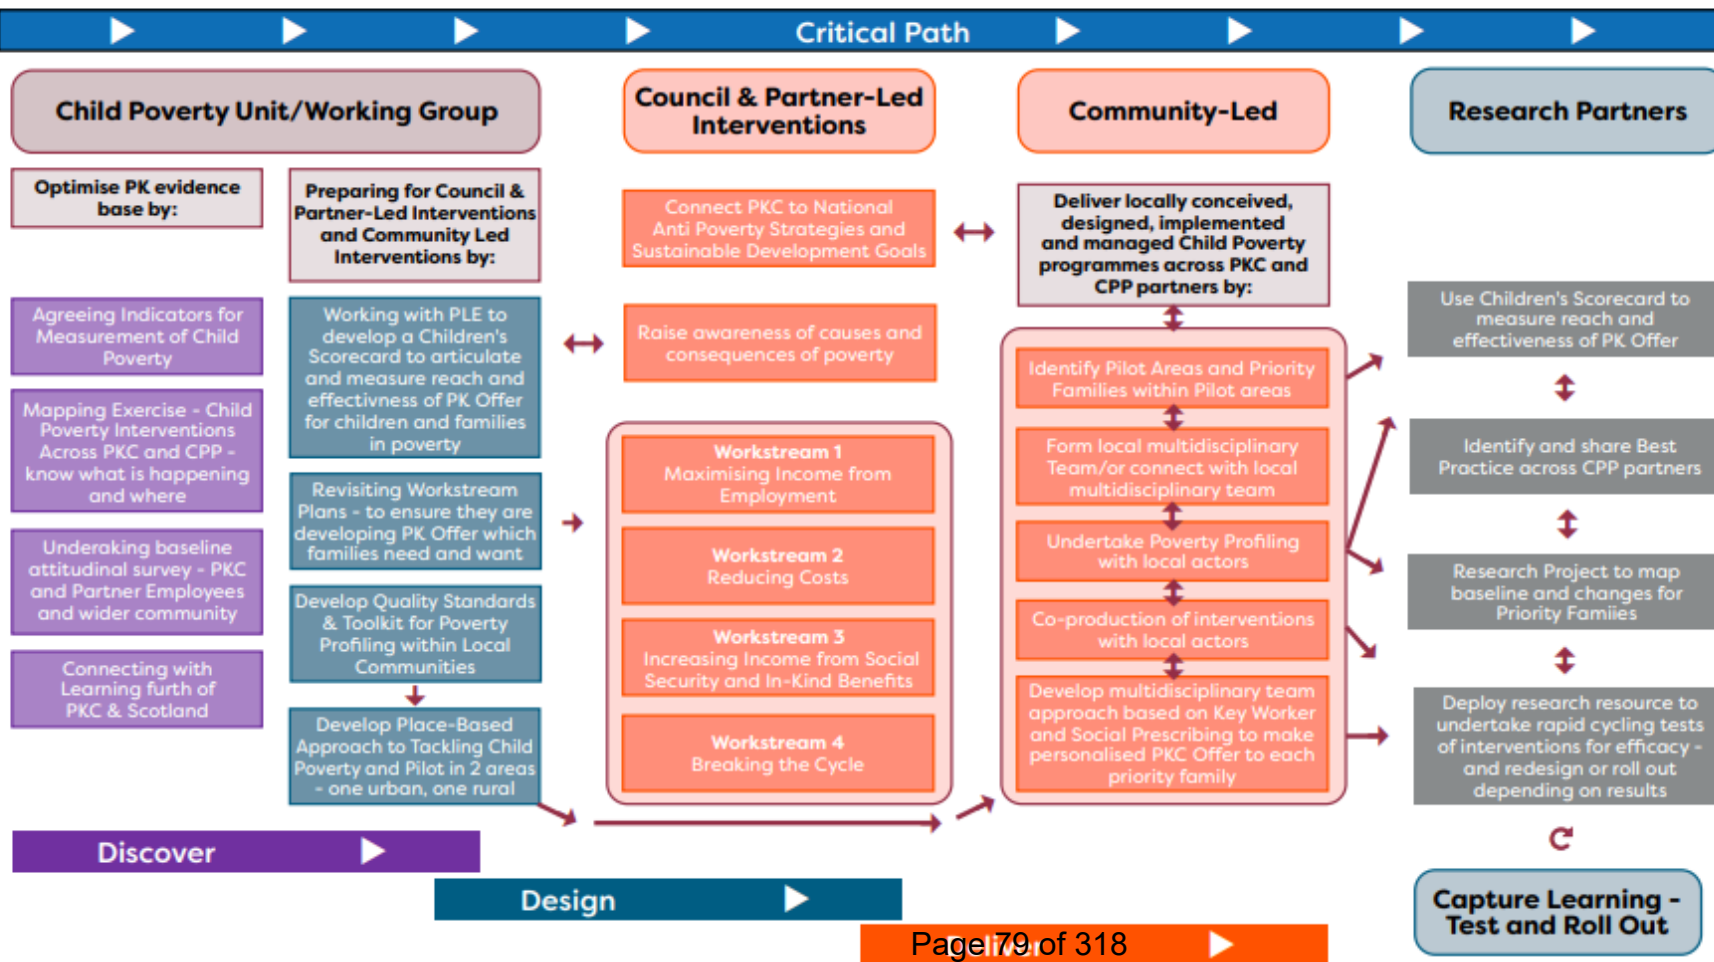 Critical Path
Child Poverty Unit/Working Group
Optimise PK evidence
base by:
Agreeing Indicators for
Measurement of Child
Poverty
Mapping Exercise - Child
Poverty Interventions
Across PKC and CPP -
know what is happening
and where
Underaking baseline
attitudinal survey - PKC
and Partner Employees
and wider community
Connecting with
Learning furth of
PKC & Scotland
Preparing for Council &
Partner-Led Interventions
and Community Led
Interventions by:
Working with PLE to
develop a Children's
Scorecard to articulate
and measure reach and
effectivness of PK Offer
for children and families
in poverty
Revisiting Workstream
Plans - to ensure they are
developing PK Offer which
families need and want
Develop Quality Standards
& Toolkit for Poverty
Profiling within Local
Communities
Develop Place-Based
Approach to Tackling Child
Poverty and Pilot in 2 areas
- one urban, one rural
Council & Partner-Led
Interventions
Connect PKC to National
Anti Poverty Strategies and
Sustainable Development Goals
Raise awareness of causes and
consequences of poverty
Workstream 1
Maximising Income from
Employment
Workstream 2
Reducing Costs
Workstream 3
Increasing Income from Social
Security and In-Kind Benefits
Workstream 4
Breaking the Cycle
Community-Led
Deliver locally conceived,
designed, implemented
and managed Child Poverty
programmes across PKC and
CPP partners by:
Identify Pilot Areas and Priority
Families within Pilot areas
Form local multidisciplinary
Team/or connect with local
multidisciplinary team
Undertake Poverty Profiling
with local actors
Co-production of interventions
with local actors
Develop multidisciplinary team
approach based on Key Worker
and Social Prescribing to make
personalised PKC Offer to each
priority family
Research Partners
Use Children's Scorecard to
measure reach and
effectiveness of PK Offer
Identify and share Best
Practice across CPP partners
Research Project to map
baseline and changes for
Priority Famiies
Deploy research resource to
undertake rapid cycling tests
of interventions for efficacy -
and redesign or roll out
depending on results
Capture Learning -
Test and Roll Out
Discover
Design
Deliver
Page 79 of 318